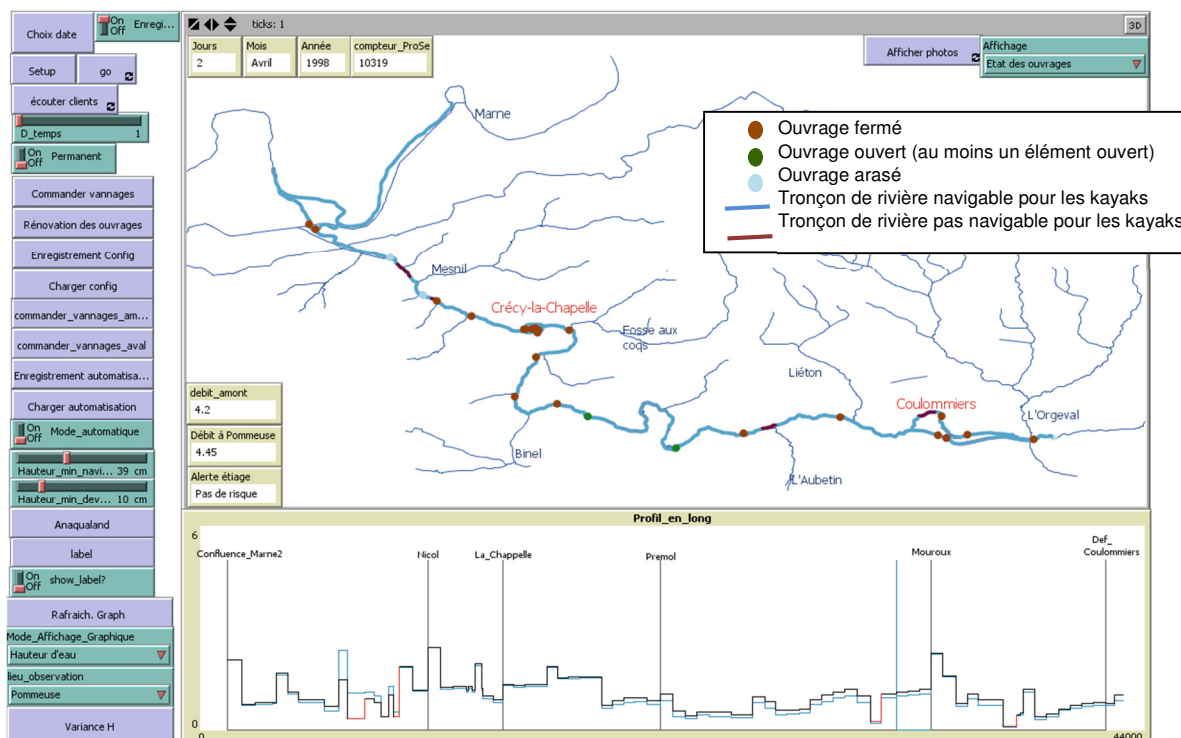 Choix date
On
Off
Enregi...
Setup
go
écouter clients
D_temps 1
On
Off
Permanent
Commander vannages
Rénovation des ouvrages
Enregistrement Config
Charger config
commander_vannages_am...
commander_vannages_aval
Enregistrement automatisa...
Charger automatisation
On
Off
Mode_automatique
Hauteur_min_navi... 39 cm
Hauteur_min_dev... 10 cm
Anaqualand
label
On
Off
show_label?
Rafraich. Graph
Mode_Affichage_Graphique
Hauteur d'eau
lieu_observation
Pommeuse
Variance H
ticks: 1
3D
Jours
2
Mois
Avril
Année
1998
compteur_ProSe
10319
Afficher photos
Affichage
Etat des ouvrages
Ouvrage fermé
Ouvrage ouvert (au moins un élément ouvert)
Ouvrage arasé
Tronçon de rivière navigable pour les kayaks
Tronçon de rivière pas navigable pour les kayaks
Marne
Mesnil
Crécy-la-Chapelle
Fosse aux
coqs
Liéton
Coulommiers
L'Orgeval
Binel
L'Aubetin
debit_amont
4.2
Débit à Pommeuse
4.45
Alerte étiage
Pas de risque
Profil_en_long
6
Confluence_Marne2
Nicol
La_Chappelle
Premol
Mouroux
Def_
Coulommiers
0
0
44000